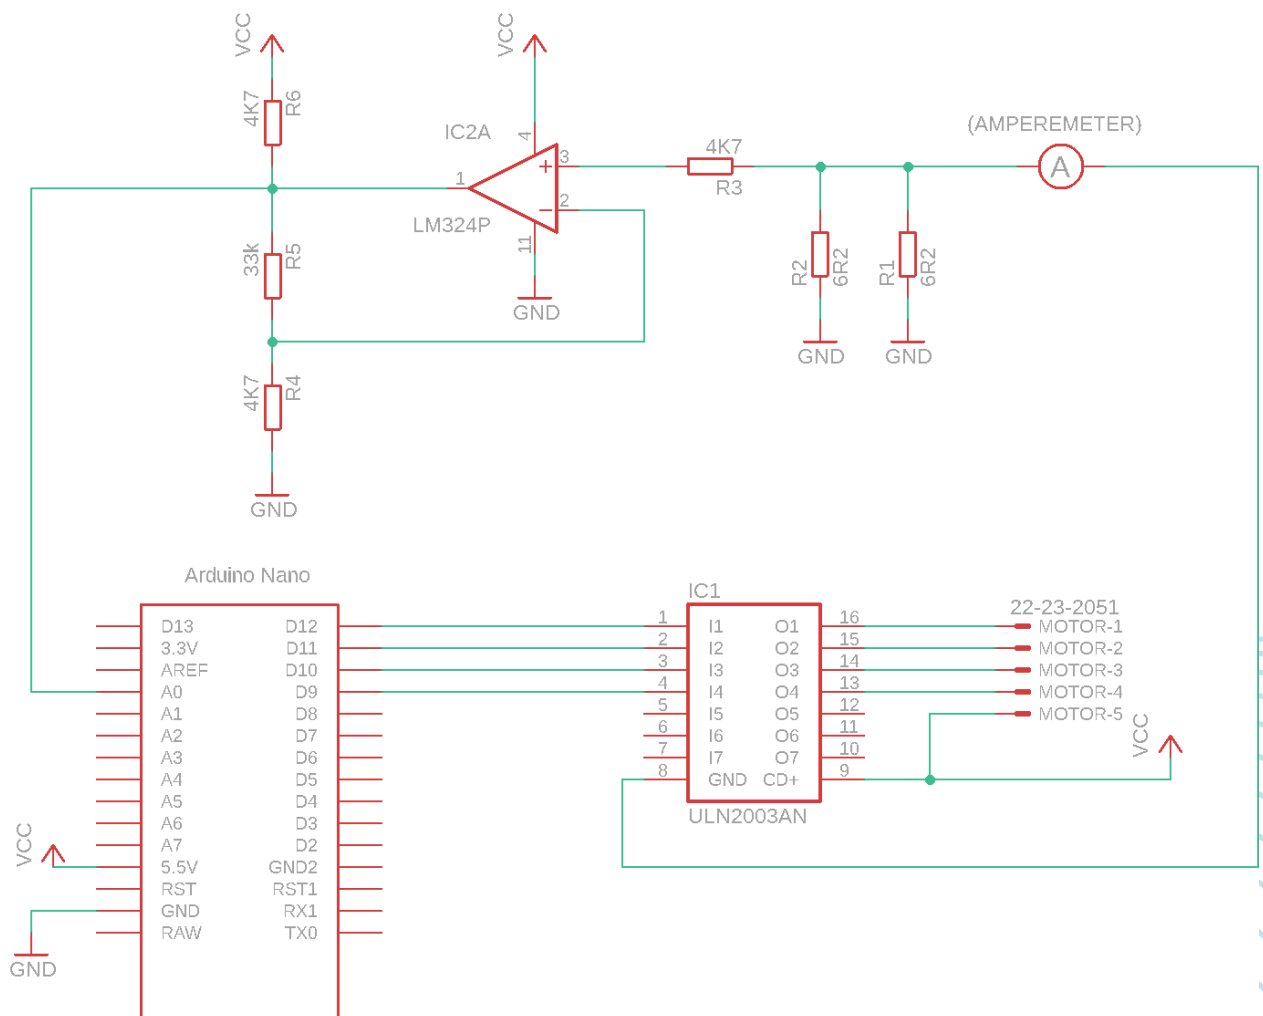 VCC
VCC
4K7
R6
IC2A
4
(AMPEREMETER)
3
4K7
A
1
R3
2
LM324P
33k
R5
11
R2
6R2
R1
6R2
GND
GND
GND
4K7
R4
GND
Arduino Nano
IC1
22-23-2051
D13
D12
1
I1
O1
16
MOTOR-1
3.3V
D11
2
I2
O2
15
MOTOR-2
AREF
D10
3
I3
O3
14
MOTOR-3
A0
D9
4
I4
O4
13
MOTOR-4
A1
D8
5
I5
O5
12
MOTOR-5
A2
D7
6
I6
O6
11
VCC
A3
D6
7
I7
O7
10
A4
D5
8
GND
CD+
9
A5
D4
ULN2003AN
A6
D3
VCC
A7
D2
5.5V
GND2
RST
RST1
GND
RX1
RAW
TX0
GND